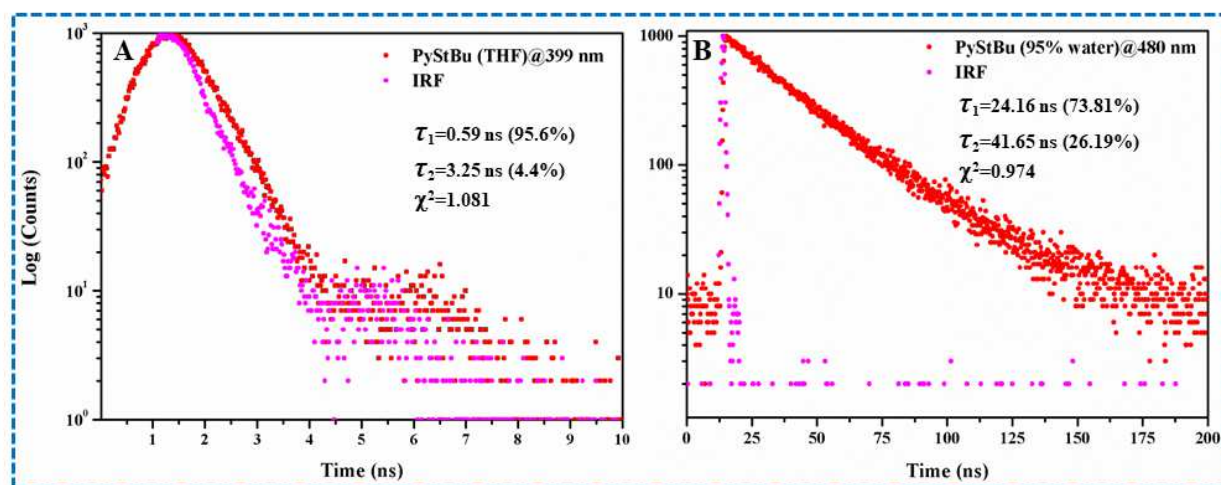 A
PyStBu (THF)@399 nm
IRF
τ₁=0.59 ns (95.6%)
τ₂=3.25 ns (4.4%)
χ²=1.081
Log (Counts)
10³
10²
10¹
10⁰
1 2 3 4 5 6 7 8 9 10
Time (ns)
B
PyStBu (95% water)@480 nm
IRF
τ₁=24.16 ns (73.81%)
τ₂=41.65 ns (26.19%)
χ²=0.974
1000
100
10
0 25 50 75 100 125 150 175 200
Time (ns)